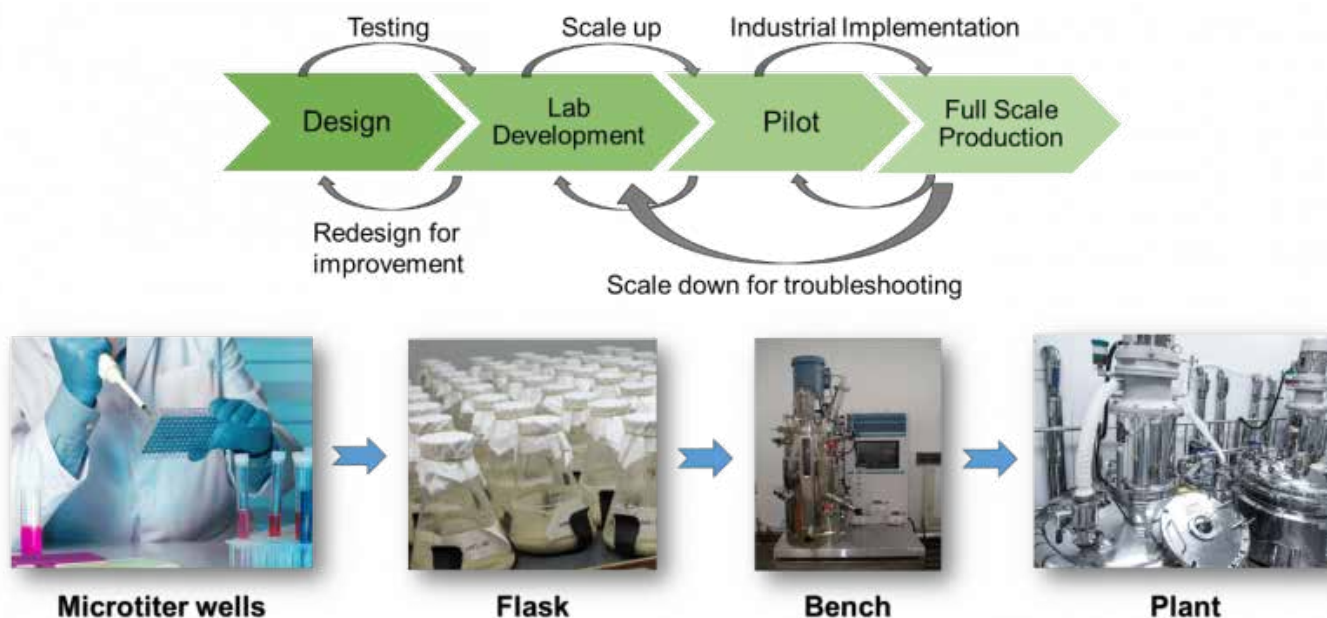 Testing
Scale up
Industrial Implementation
Design
Lab
Development
Pilot
Full Scale
Production
Redesign for
improvement
Scale down for troubleshooting
Microtiter wells
Flask
Bench
Plant